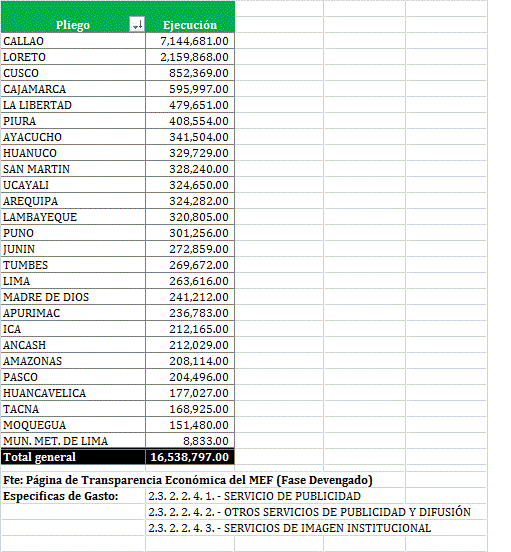 Pliego Ejecución
CALLAO 7,144,681.00
LORETO 2,159,868.00
CUSCO 852,369.00
CAJAMARCA 595,997.00
LA LIBERTAD 479,651.00
PIURA 408,554.00
AYACUCHO 341,504.00
HUANUCO 329,729.00
SAN MARTIN 328,240.00
UCAYALI 324,650.00
AREQUIPA 324,282.00
LAMBAYEQUE 320,805.00
PUNO 301,256.00
JUNIN 272,859.00
TUMBES 269,672.00
LIMA 263,616.00
MADRE DE DIOS 241,212.00
APURIMAC 236,783.00
ICA 212,165.00
ANCASH 212,029.00
AMAZONAS 208,114.00
PASCO 204,496.00
HUANCAVELICA 177,027.00
TACNA 168,925.00
MOQUEGUA 151,480.00
MUN. MET. DE LIMA 8,833.00
Total general 16,538,797.00
Fte: Página de Transparencia Económica del MEF (Fase Devengado)
Especificas de Gasto: 2.3. 2. 2. 4. 1. - SERVICIO DE PUBLICIDAD
2.3. 2. 2. 4. 2. - OTROS SERVICIOS DE PUBLICIDAD Y DIFUSIÓN
2.3. 2. 2. 4. 3. - SERVICIOS DE IMAGEN INSTITUCIONAL